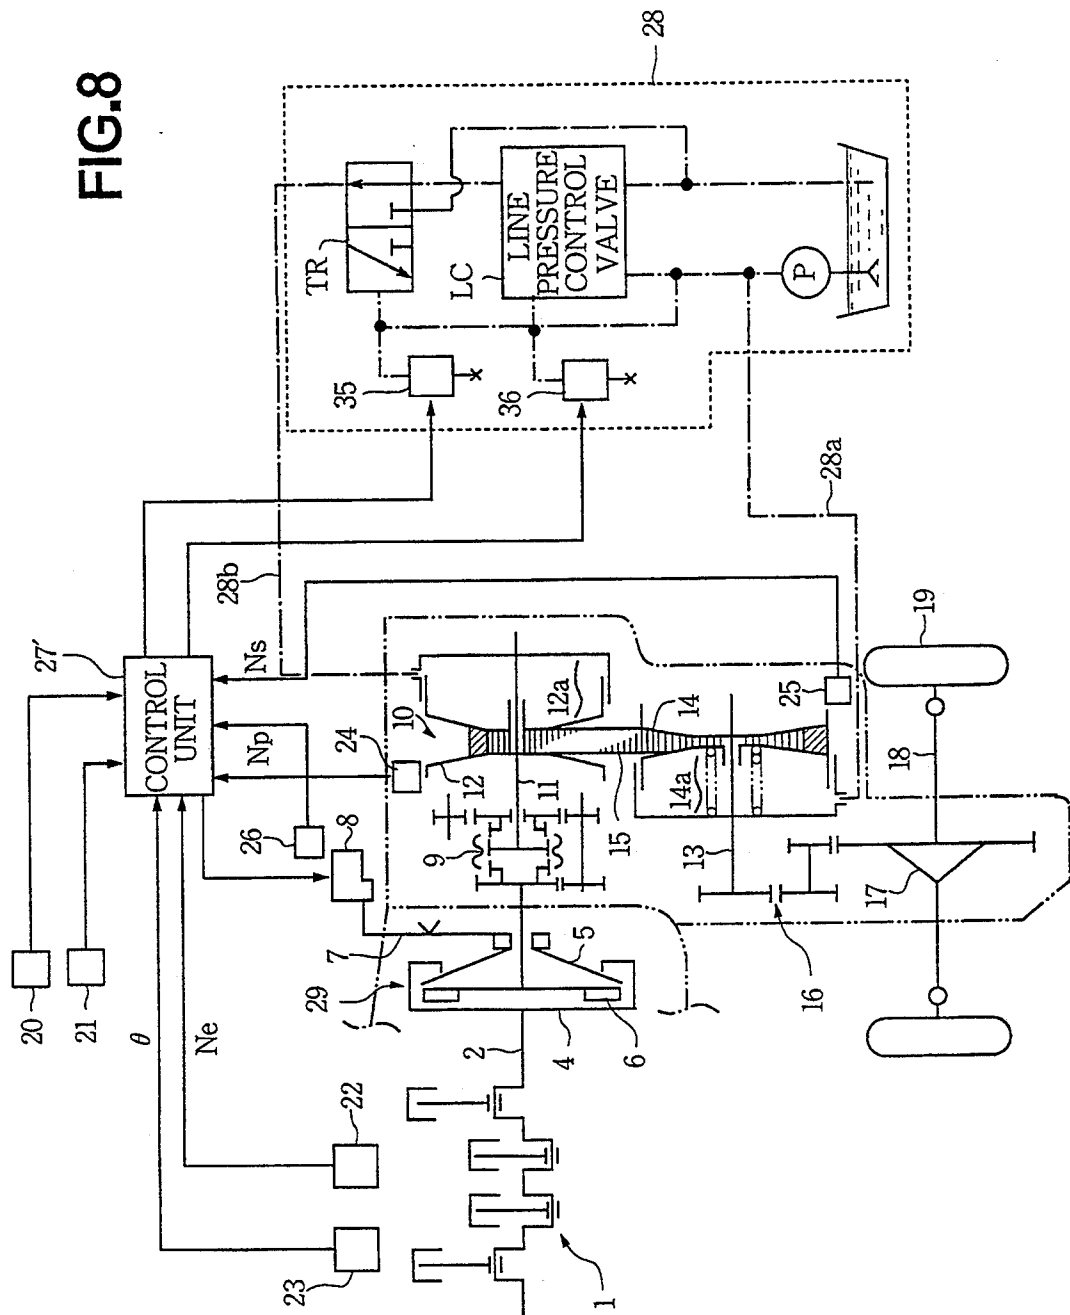 FIG.8
28
TR
LC
LINE
PRESSURE
CONTROL
VALVE
P
35
36
28a
28b
27′
CONTROL
UNIT
Ns
Np
20
21
θ
Ne
22
23
24
26
8
10
12
12a
11
9
14
14a
15
13
25
19
18
17
16
7
5
29
6
4
2
1